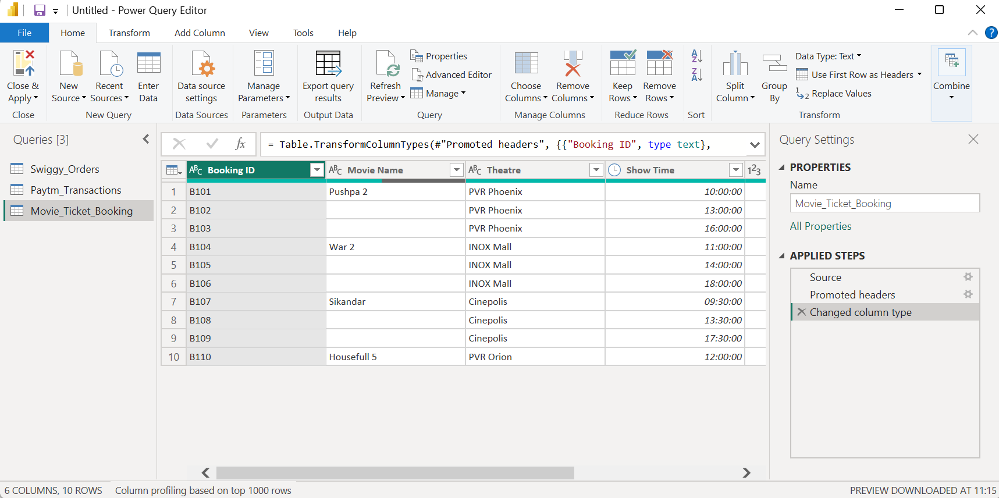 Untitled - Power Query Editor
File Home Transform Add Column View Tools Help
Close & Apply
New Source
Recent Sources
Enter Data
Data source settings
Manage Parameters
Export query results
Refresh Preview
Properties
Advanced Editor
Manage
Choose Columns
Remove Columns
Keep Rows
Remove Rows
A Z
Z A
Split Column
Group By
Data Type: Text
Use First Row as Headers
1 2 Replace Values
Combine
Close New Query Data Sources Parameters Output Data Query Manage Columns Reduce Rows Sort Transform
Queries [3]
Swiggy_Orders
Paytm_Transactions
Movie_Ticket_Booking
fx = Table.TransformColumnTypes(#"Promoted headers", {{"Booking ID", type text},
ABC Booking ID ABC Movie Name ABC Theatre Show Time 123
1 B101 Pushpa 2 PVR Phoenix 10:00:00
2 B102 PVR Phoenix 13:00:00
3 B103 PVR Phoenix 16:00:00
4 B104 War 2 INOX Mall 11:00:00
5 B105 INOX Mall 14:00:00
6 B106 INOX Mall 18:00:00
7 B107 Sikandar Cinepolis 09:30:00
8 B108 Cinepolis 13:30:00
9 B109 Cinepolis 17:30:00
10 B110 Housefull 5 PVR Orion 12:00:00
Query Settings
PROPERTIES
Name
Movie_Ticket_Booking
All Properties
APPLIED STEPS
Source
Promoted headers
Changed column type
6 COLUMNS, 10 ROWS Column profiling based on top 1000 rows PREVIEW DOWNLOADED AT 11:15